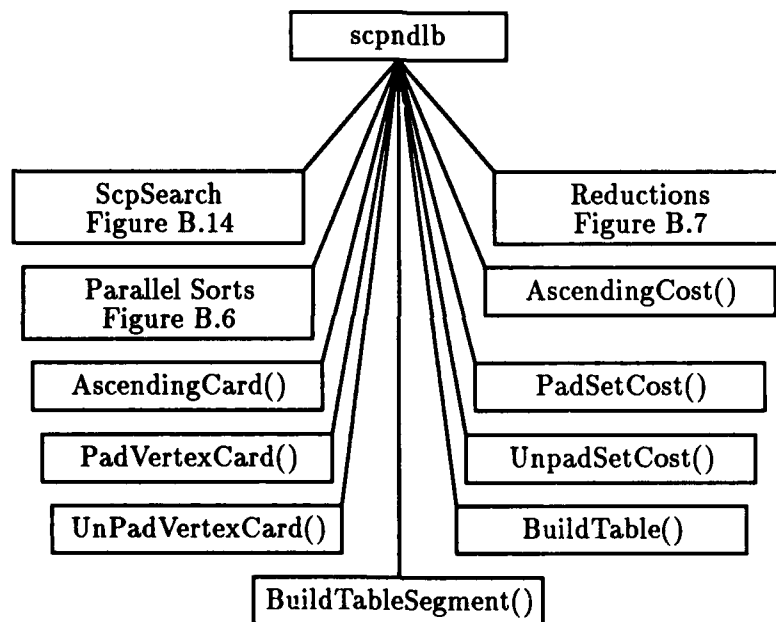 scpndlb
ScpSearch
Figure B.14
Reductions
Figure B.7
Parallel Sorts
Figure B.6
AscendingCost()
AscendingCard()
PadSetCost()
PadVertexCard()
UnpadSetCost()
UnPadVertexCard()
BuildTable()
BuildTableSegment()